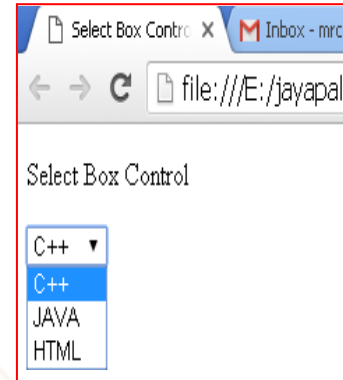 Select Box Contro Inbox - mrc
file:///E:/jayapal
Select Box Control
C++
C++
JAVA
HTML